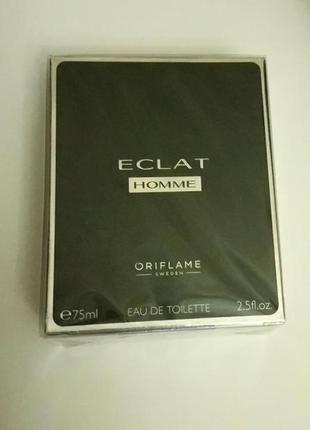 ECLAT
HOMME
ORIFLAME
SWEDEN
℮75ml EAU DE TOILETTE 2.5fl.oz.